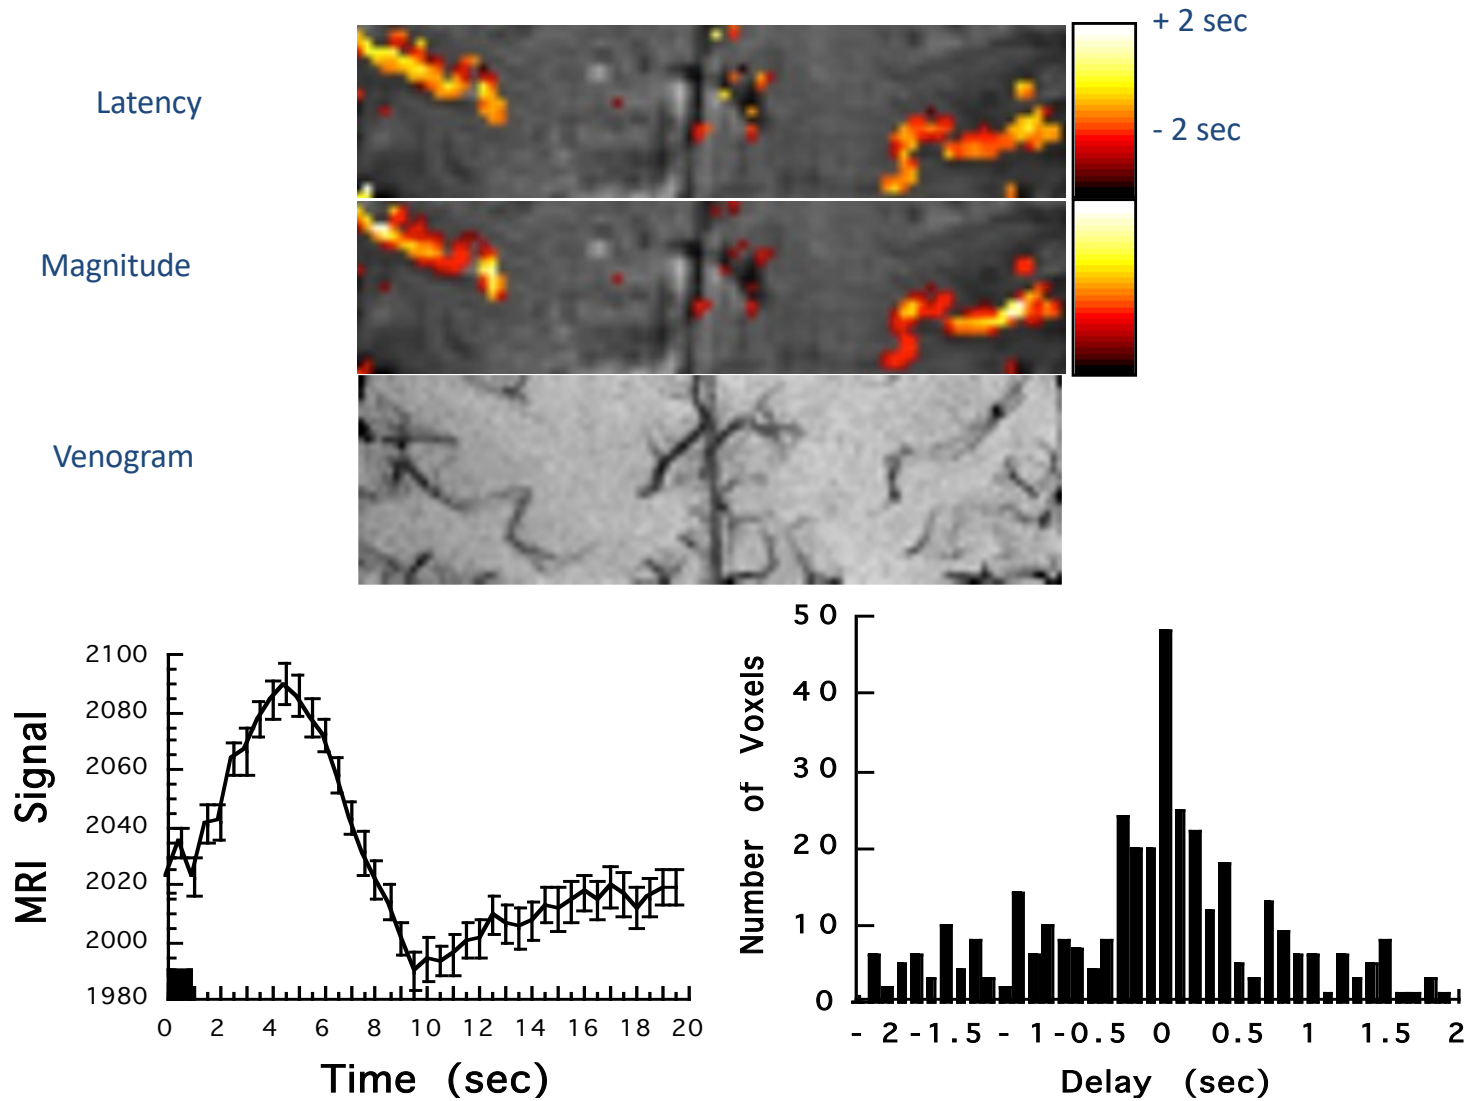 + 2 sec
Latency
- 2 sec
Magnitude
Venogram
MRI Signal
2100
2080
2060
2040
2020
2000
1980
0 2 4 6 8 10 12 14 16 18 20
Time (sec)
Number of Voxels
50
40
30
20
10
0
- 2 -1.5 - 1 -0.5 0 0.5 1 1.5 2
Delay (sec)